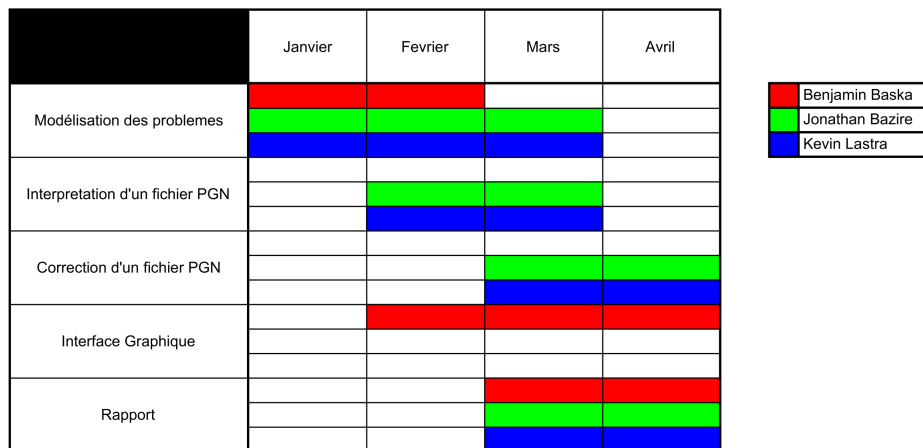 Janvier Fevrier Mars Avril
Modélisation des problemes
Interpretation d'un fichier PGN
Correction d'un fichier PGN
Interface Graphique
Rapport
Benjamin Baska
Jonathan Bazire
Kevin Lastra